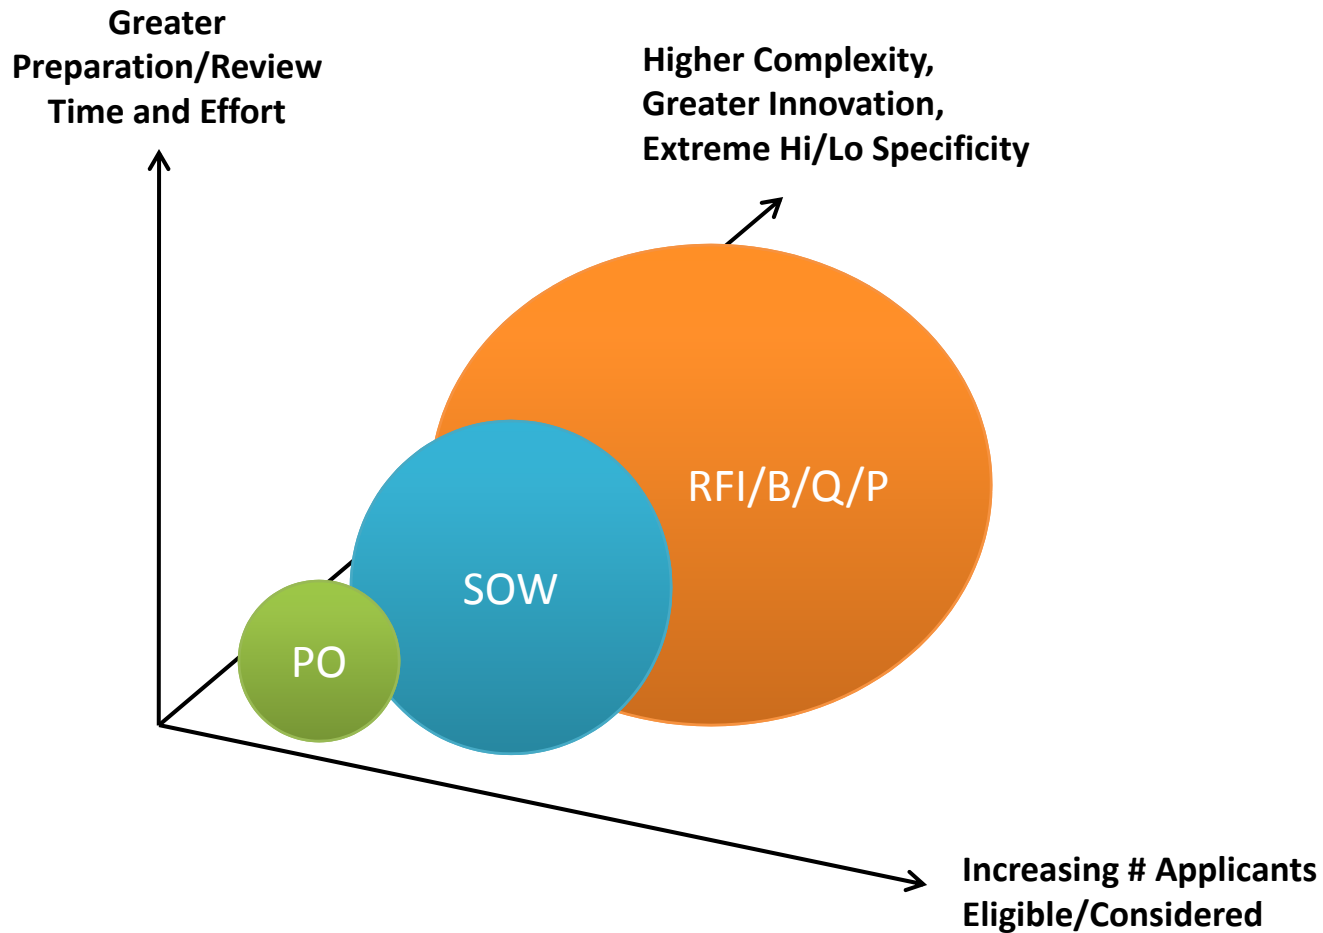 Greater
Preparation/Review
Time and Effort
Higher Complexity,
Greater Innovation,
Extreme Hi/Lo Specificity
RFI/B/Q/P
SOW
PO
Increasing # Applicants
Eligible/Considered